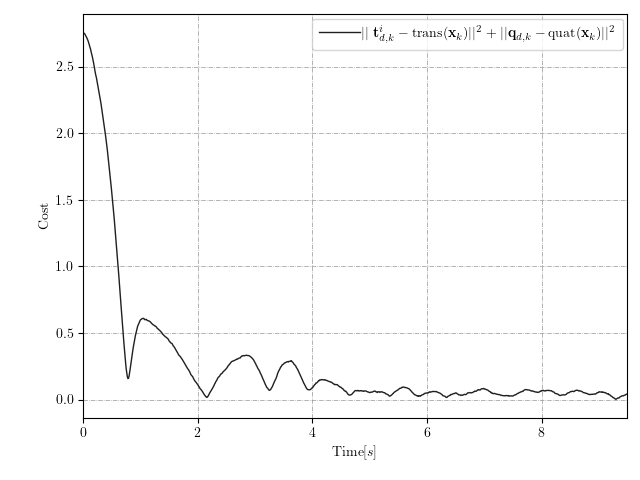 || t^i_{d,k} − trans(x_k)||^2 + ||q_{d,k} − quat(x_k)||^2
2.5
2.0
1.5
1.0
0.5
0.0
Cost
0 2 4 6 8
Time[s]